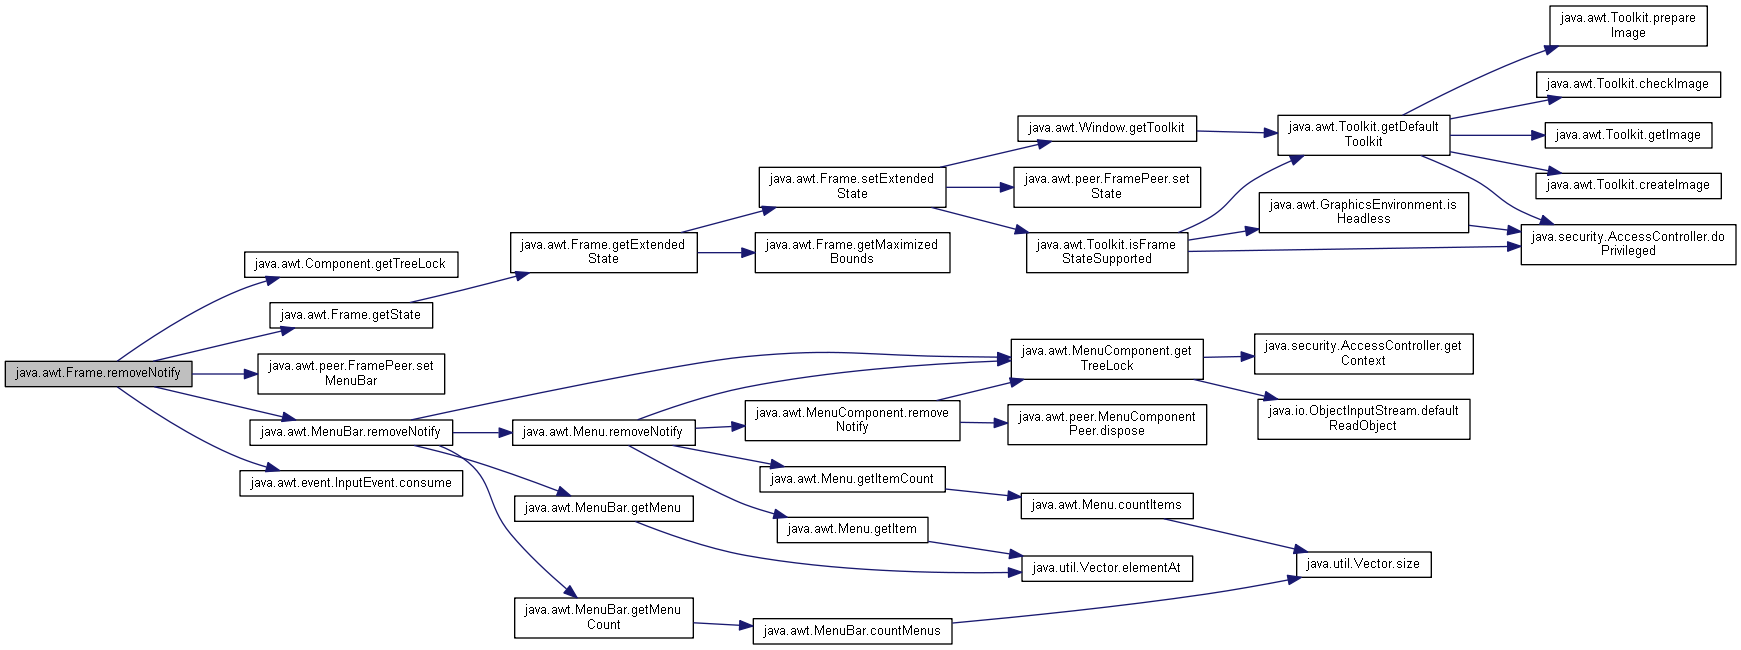 java.awt.Frame.removeNotify
java.awt.Component.getTreeLock
java.awt.Frame.getState
java.awt.peer.FramePeer.set
MenuBar
java.awt.MenuBar.removeNotify
java.awt.event.InputEvent.consume
java.awt.Frame.getExtended
State
java.awt.Menu.removeNotify
java.awt.MenuBar.getMenu
java.awt.MenuBar.getMenu
Count
java.awt.Frame.setExtended
State
java.awt.Frame.getMaximized
Bounds
java.awt.MenuComponent.remove
Notify
java.awt.Menu.getItemCount
java.awt.Menu.getItem
java.awt.MenuBar.countMenus
java.awt.Window.getToolkit
java.awt.peer.FramePeer.set
State
java.awt.Toolkit.isFrame
StateSupported
java.awt.MenuComponent.get
TreeLock
java.awt.peer.MenuComponent
Peer.dispose
java.awt.Menu.countItems
java.util.Vector.elementAt
java.awt.Toolkit.getDefault
Toolkit
java.awt.GraphicsEnvironment.is
Headless
java.security.AccessController.get
Context
java.io.ObjectInputStream.default
ReadObject
java.util.Vector.size
java.awt.Toolkit.prepare
Image
java.awt.Toolkit.checkImage
java.awt.Toolkit.getImage
java.awt.Toolkit.createImage
java.security.AccessController.do
Privileged